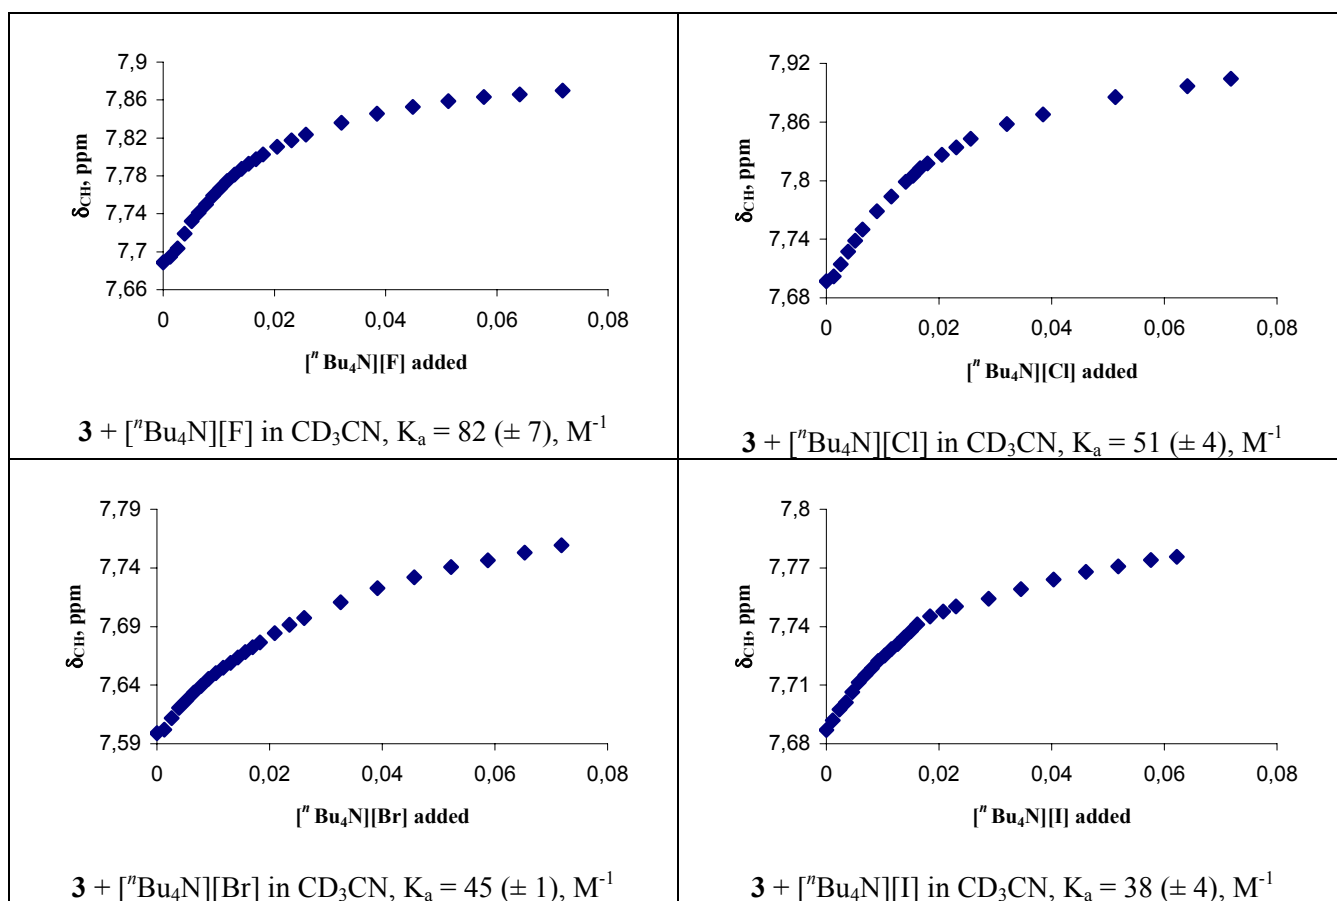 7,9
7,86
7,82
7,78
7,74
7,7
7,66
δCH, ppm
0 0,02 0,04 0,06 0,08
[ⁿ Bu₄N][F] added
3 + [ⁿBu₄N][F] in CD₃CN, Kₐ = 82 (± 7), M⁻¹
7,92
7,86
7,8
7,74
7,68
δCH, ppm
0 0,02 0,04 0,06 0,08
[ⁿ Bu₄N][Cl] added
3 + [ⁿBu₄N][Cl] in CD₃CN, Kₐ = 51 (± 4), M⁻¹
7,79
7,74
7,69
7,64
7,59
δCH, ppm
0 0,02 0,04 0,06 0,08
[ⁿ Bu₄N][Br] added
3 + [ⁿBu₄N][Br] in CD₃CN, Kₐ = 45 (± 1), M⁻¹
7,8
7,77
7,74
7,71
7,68
δCH, ppm
0 0,02 0,04 0,06 0,08
[ⁿ Bu₄N][I] added
3 + [ⁿBu₄N][I] in CD₃CN, Kₐ = 38 (± 4), M⁻¹